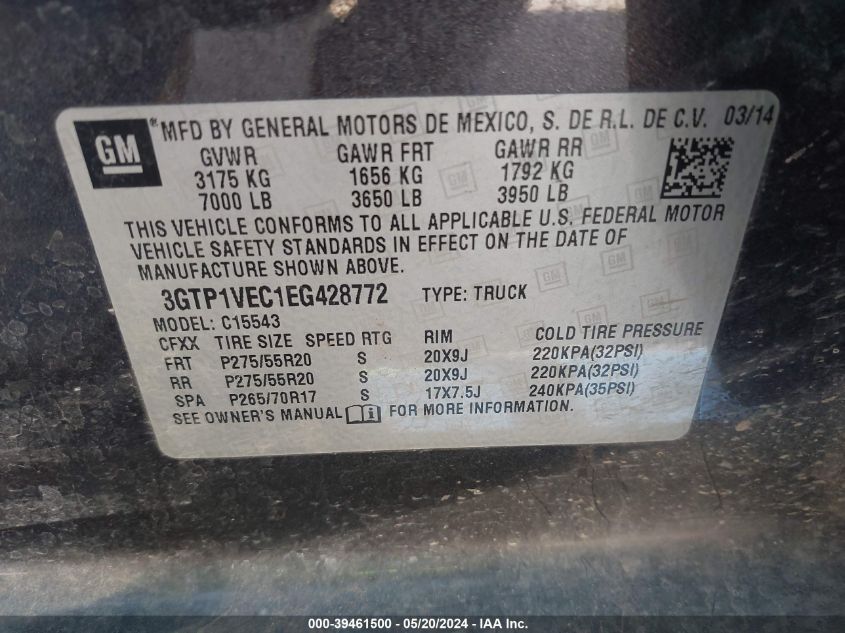 GM ® MFD BY GENERAL MOTORS DE MEXICO, S. DE R.L. DE C.V. 03/14
GVWR GAWR FRT GAWR RR
3175 KG 1656 KG 1792 KG
7000 LB 3650 LB 3950 LB
THIS VEHICLE CONFORMS TO ALL APPLICABLE U.S. FEDERAL MOTOR
VEHICLE SAFETY STANDARDS IN EFFECT ON THE DATE OF
MANUFACTURE SHOWN ABOVE.
3GTP1VEC1EG428772 TYPE: TRUCK
MODEL: C15543
CFXX TIRE SIZE SPEED RTG RIM COLD TIRE PRESSURE
FRT P275/55R20 S 20X9J 220KPA(32PSI)
RR P275/55R20 S 20X9J 220KPA(32PSI)
SPA P265/70R17 S 17X7.5J 240KPA(35PSI)
SEE OWNER'S MANUAL FOR MORE INFORMATION.
000-39461500 / 05/20/2024 - IAA Inc.